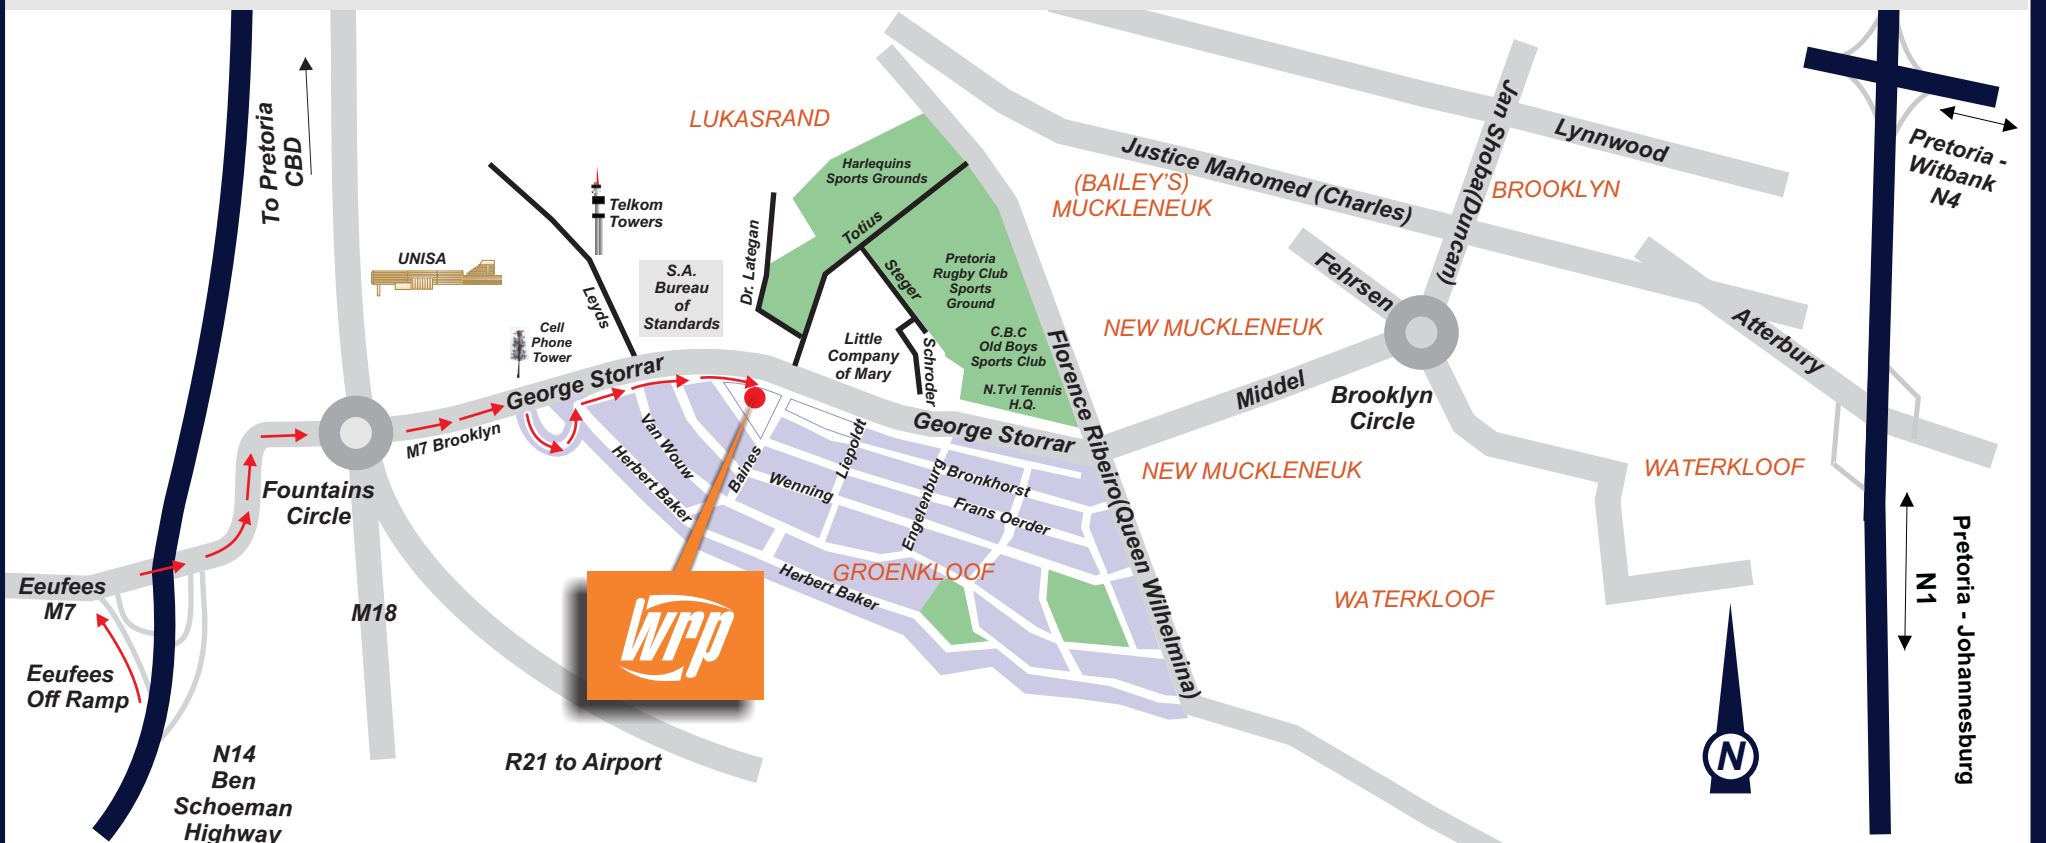 To Pretoria
CBD
UNISA
Telkom
Towers
Leyds
Cell
Phone
Tower
S.A.
Bureau
of
Standards
Dr. Lategan
LUKASRAND
Harlequins
Sports Grounds
Totius
Steger
Schroder
Pretoria
Rugby Club
Sports
Ground
C.B.C
Old Boys
Sports Club
N.Tvl Tennis
H.Q.
Little
Company
of Mary
(BAILEY'S)
MUCKLENEUK
Justice Mahomed (Charles)
Jan Shoba(Duncan)
Lynnwood
BROOKLYN
Pretoria -
Witbank
N4
Fehrsen
Atterbury
NEW MUCKLENEUK
Middel
Brooklyn
Circle
Florence Ribeiro(Queen Wilhelmina)
George Storrar
George Storrar
M7 Brooklyn
Fountains
Circle
Van Wouw
Herbert Baker
Baines
Wenning
Liepoldt
Engelenburg
Bronkhorst
Frans Oerder
NEW MUCKLENEUK
WATERKLOOF
GROENKLOOF
Herbert Baker
WATERKLOOF
Pretoria - Johannesburg
N1
Eeufees
M7
M18
Eeufees
Off Ramp
wrp
R21 to Airport
N14
Ben
Schoeman
Highway
N